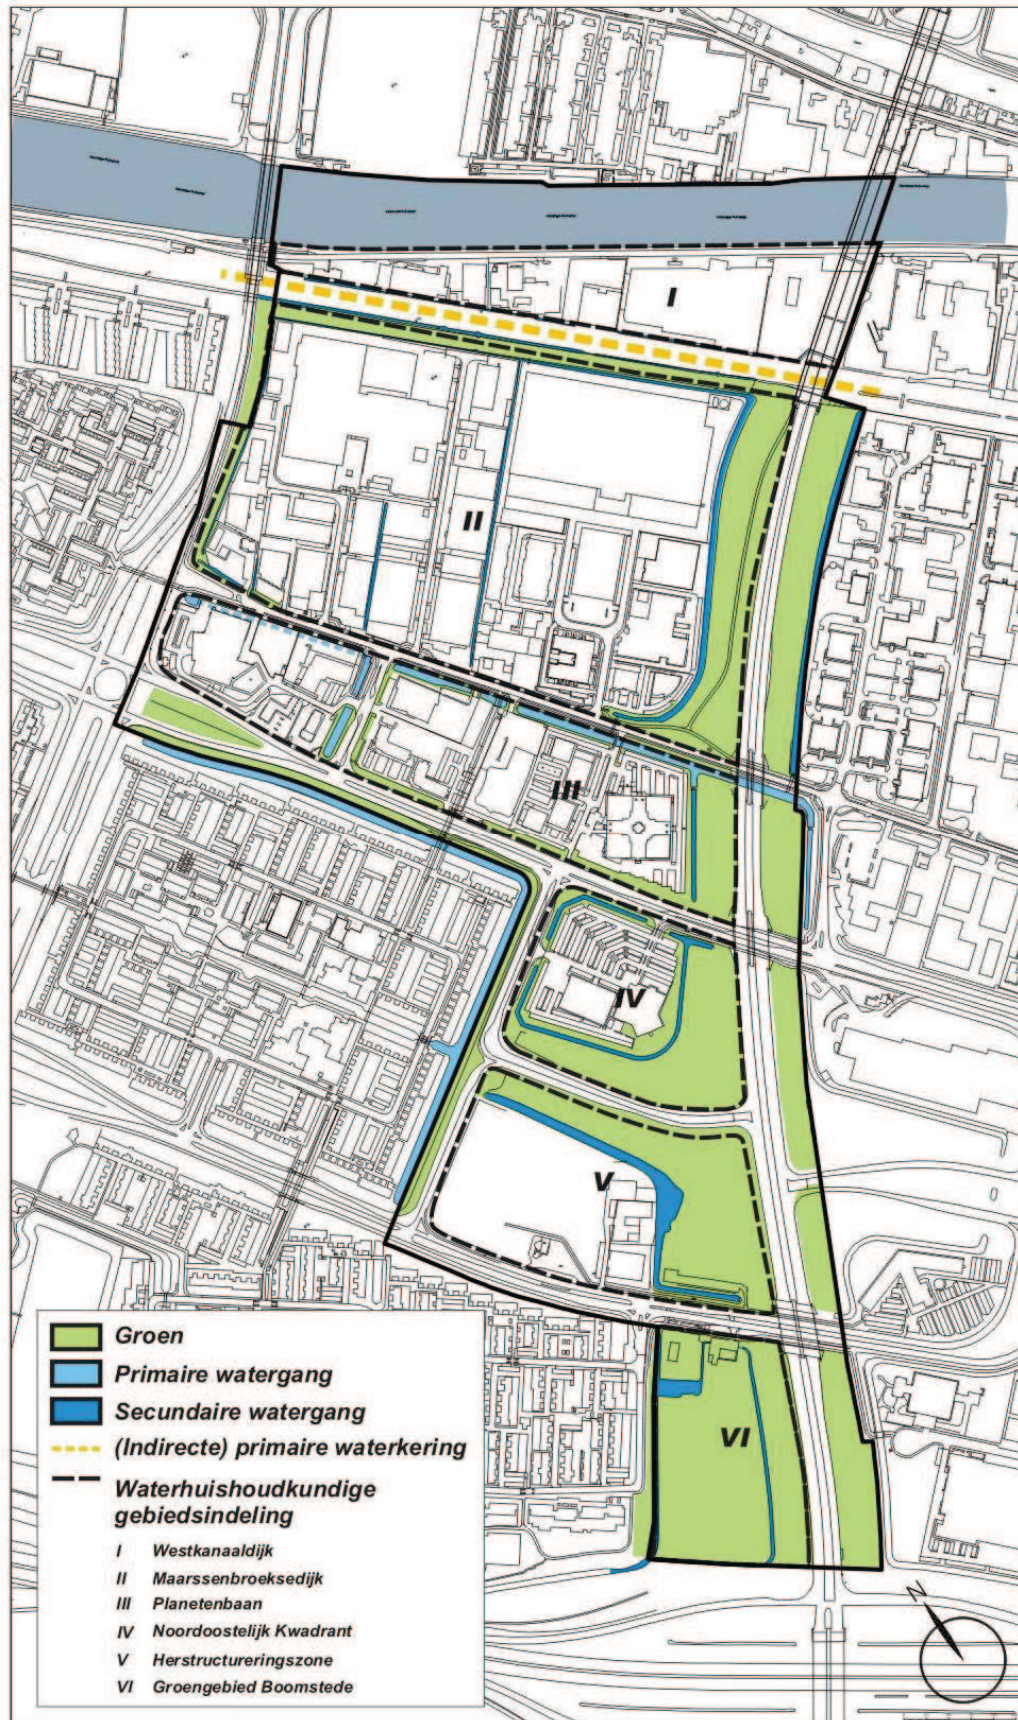 I
II
III
IV
V
VI
Groen
Primaire watergang
Secundaire watergang
(Indirecte) primaire waterkering
Waterhuishoudkundige
gebiedsindeling
I Westkanaaldijk
II Maarssenbroeksedijk
III Planetenbaan
IV Noordoostelijk Kwadrant
V Herstructureringszone
VI Groengebied Boomstede
N